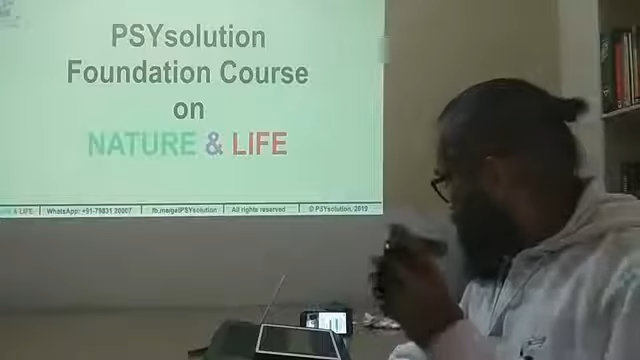 PSYsolution
Foundation Course
on
NATURE & LIFE
& LIFE WhatsApp: +91-79831 20007 fb.me/getPSYsolution All rights reserved © PSYsolution, 2019